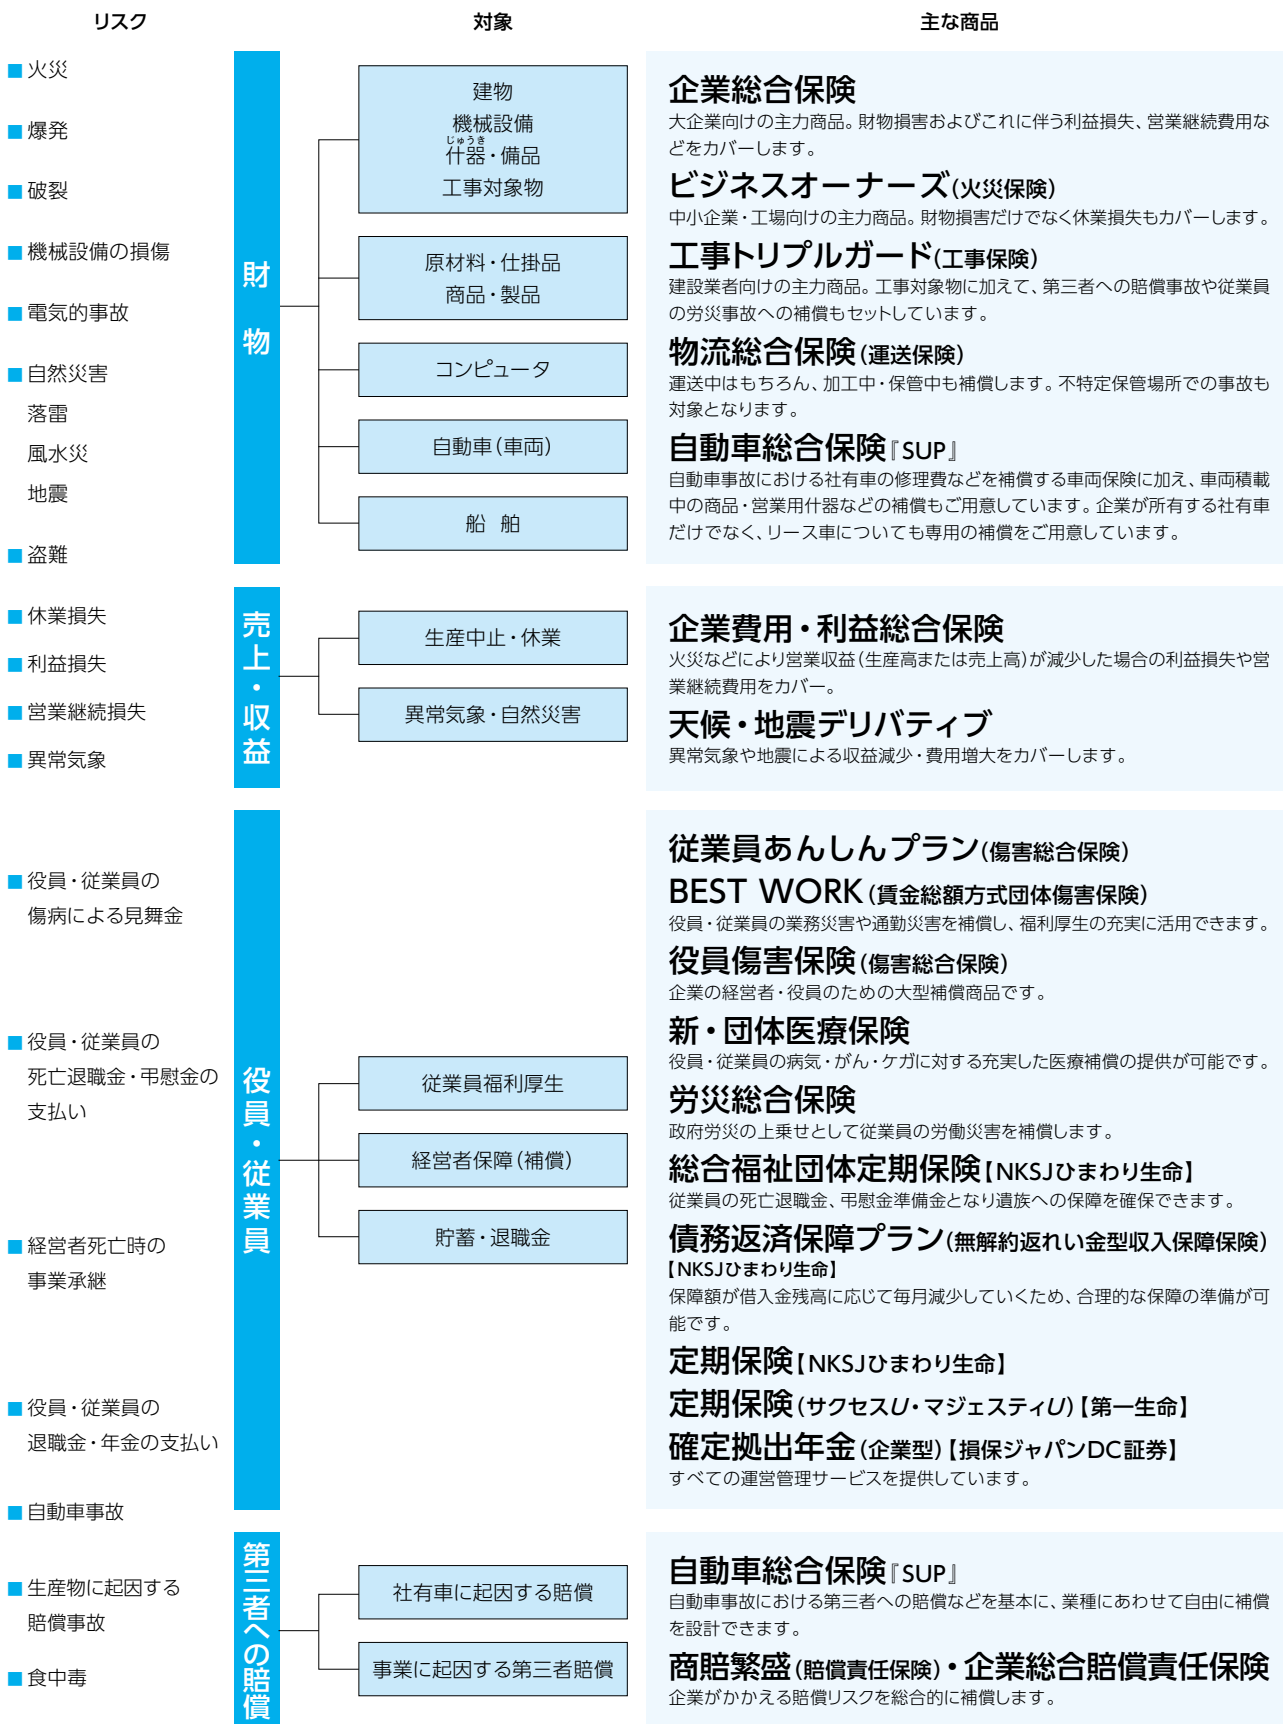 リスク
対象
主な商品
■火災
■爆発
■破裂
■機械設備の損傷
■電気的事故
■自然災害
落雷
風水災
地震
■盗難
財物
建物
機械設備
じゅうき
什器・備品
工事対象物
原材料・仕掛品
商品・製品
コンピュータ
自動車(車両)
船舶
企業総合保険
大企業向けの主力商品。財物損害およびこれに伴う利益損失、営業継続費用な
どをカバーします。
ビジネスオーナーズ(火災保険)
中小企業・工場向けの主力商品。財物損害だけでなく休業損失もカバーします。
工事トリプルガード(工事保険)
建設業者向けの主力商品。工事対象物に加えて、第三者への賠償事故や従業員
の労災事故への補償もセットしています。
物流総合保険(運送保険)
運送中はもちろん、加工中・保管中も補償します。不特定保管場所での事故も
対象となります。
自動車総合保険『SUP』
自動車事故における社有車の修理費などを補償する車両保険に加え、車両積載
中の商品・営業用什器などの補償もご用意しています。企業が所有する社有車
だけでなく、リース車についても専用の補償をご用意しています。
■休業損失
■利益損失
■営業継続損失
■異常気象
売上・収益
生産中止・休業
異常気象・自然災害
企業費用・利益総合保険
火災などにより営業収益(生産高または売上高)が減少した場合の利益損失や営
業継続費用をカバー。
天候・地震デリバティブ
異常気象や地震による収益減少・費用増大をカバーします。
■役員・従業員の
傷病による見舞金
■役員・従業員の
死亡退職金・弔慰金の
支払い
■経営者死亡時の
事業承継
■役員・従業員の
退職金・年金の支払い
役員・従業員
従業員福利厚生
経営者保障(補償)
貯蓄・退職金
従業員あんしんプラン(傷害総合保険)
BEST WORK(賃金総額方式団体傷害保険)
役員・従業員の業務災害や通勤災害を補償し、福利厚生の充実に活用できます。
役員傷害保険(傷害総合保険)
企業の経営者・役員のための大型補償商品です。
新・団体医療保険
役員・従業員の病気・がん・ケガに対する充実した医療補償の提供が可能です。
労災総合保険
政府労災の上乗せとして従業員の労働災害を補償します。
総合福祉団体定期保険【NKSJひまわり生命】
従業員の死亡退職金、弔慰金準備金となり遺族への保障を確保できます。
債務返済保障プラン(無解約返れい金型収入保障保険)
【NKSJひまわり生命】
保障額が借入金残高に応じて毎月減少していくため、合理的な保障の準備が可
能です。
定期保険【NKSJひまわり生命】
定期保険(サクセスU・マジェスティU)【第一生命】
確定拠出年金(企業型)【損保ジャパンDC証券】
すべての運営管理サービスを提供しています。
■自動車事故
■生産物に起因する
賠償事故
■食中毒
第三者への賠償
社有車に起因する賠償
事業に起因する第三者賠償
自動車総合保険『SUP』
自動車事故における第三者への賠償などを基本に、業種にあわせて自由に補償
を設計できます。
商賠繁盛(賠償責任保険)・企業総合賠償責任保険
企業がかかえる賠償リスクを総合的に補償します。